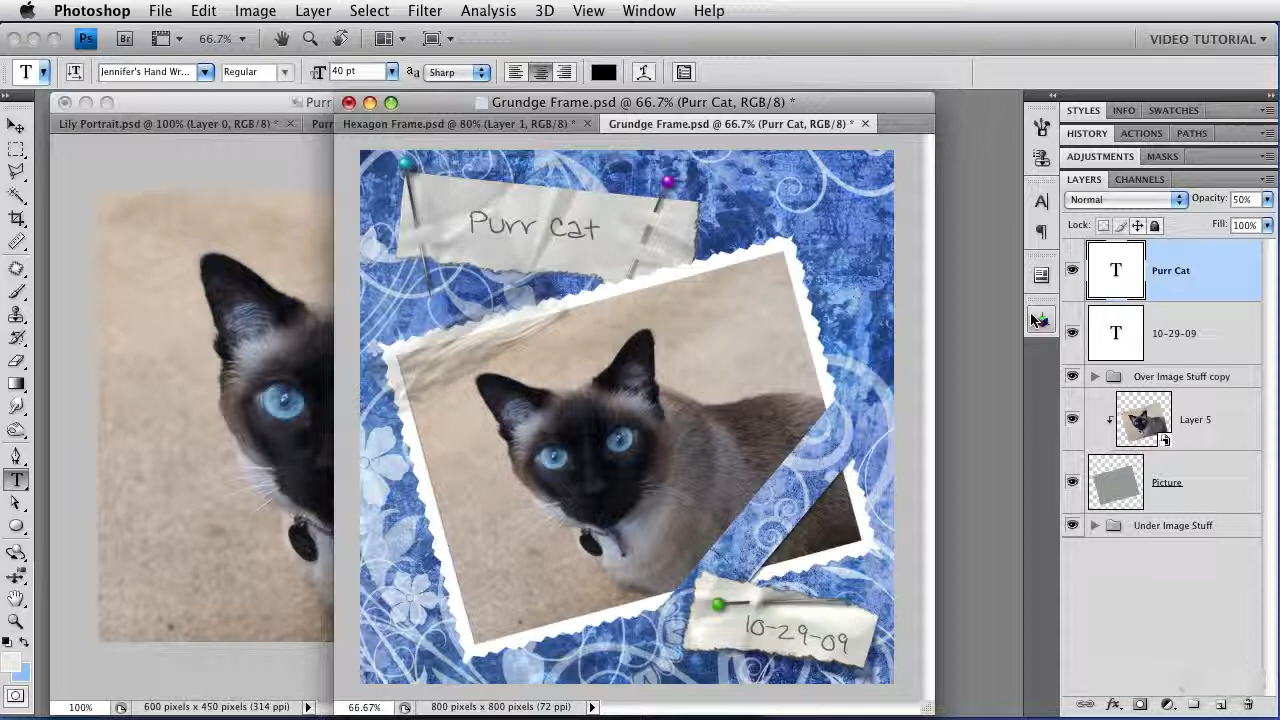 Photoshop File Edit Image Layer Select Filter Analysis 3D View Window Help
Ps Br 66.7% VIDEO TUTORIAL
T T Jennifer's Hand Wr... Regular T 40 pt aa Sharp T
Purr Grundge Frame.psd @ 66.7% (Purr Cat, RGB/8) *
Lily Portrait.psd @ 100% (Layer 0, RGB/8) * Purr Hexagon Frame.psd @ 80% (Layer 1, RGB/8) * Grundge Frame.psd @ 66.7% (Purr Cat, RGB/8) *
STYLES INFO SWATCHES
HISTORY ACTIONS PATHS
ADJUSTMENTS MASKS
LAYERS CHANNELS
Normal Opacity: 50%
Lock: Fill: 100%
T Purr Cat
T 10-29-09
Over Image Stuff copy
Layer 5
Picture
Under Image Stuff
A
T
Purr Cat
10-29-09
100% 600 pixels x 450 pixels (314 ppi) 66.67% 800 pixels x 800 pixels (72 ppi)
fx